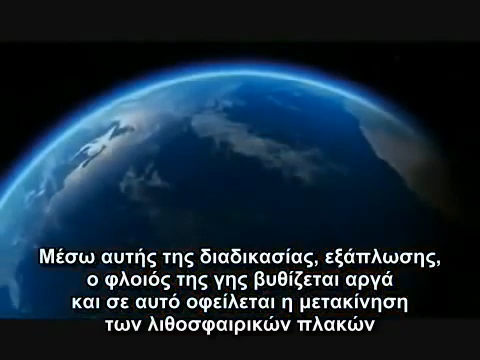 Μέσω αυτής της διαδικασίας, εξάπλωσης,
ο φλοιός της γης βυθίζεται αργά
και σε αυτό οφείλεται η μετακίνηση
των λιθοσφαιρικών πλακών